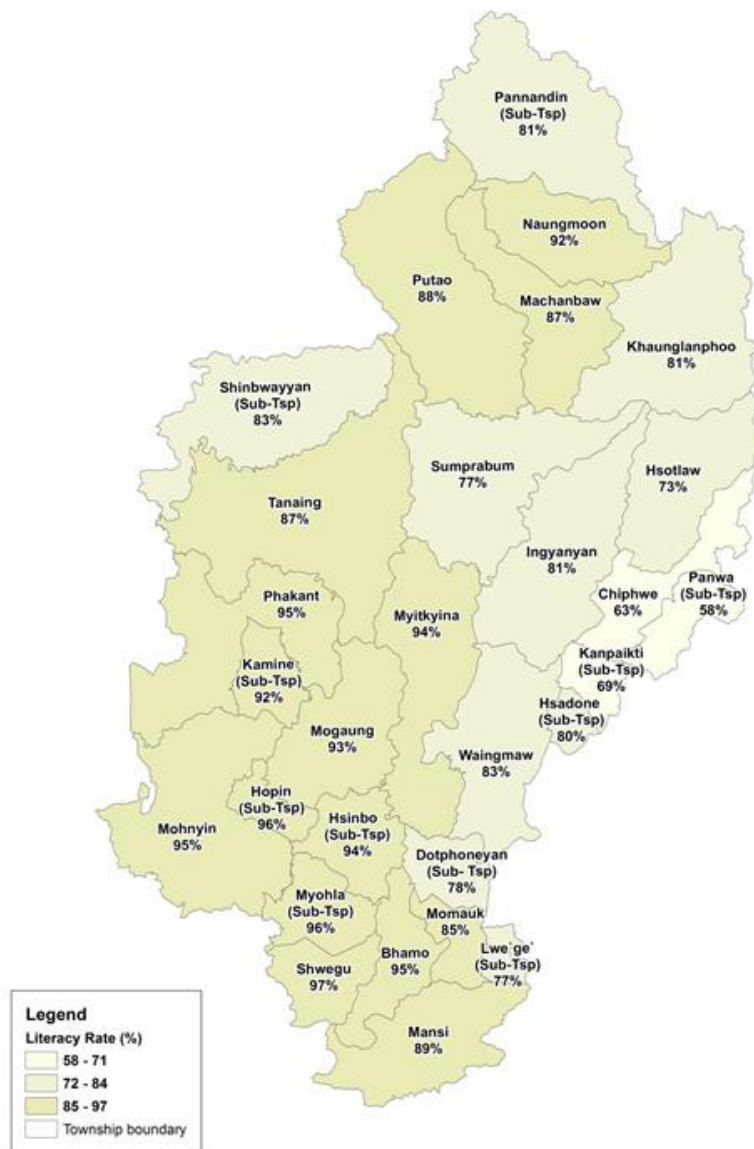 Pannandin
(Sub-Tsp)
81%
Naungmoon
92%
Putao
88%
Machanbaw
87%
Khaunglanphoo
81%
Shinbwayyan
(Sub-Tsp)
83%
Sumprabum
77%
Hsotlaw
73%
Tanaing
87%
Ingyanyan
81%
Phakant
95%
Myitkyina
94%
Chiphwe
63%
Panwa
(Sub-Tsp)
58%
Kamine
(Sub-Tsp)
92%
Kanpaikti
(Sub-Tsp)
69%
Hsadone
(Sub-Tsp)
80%
Mogaung
93%
Waingmaw
83%
Hopin
(Sub-Tsp)
96%
Mohnyin
95%
Hsinbo
(Sub-Tsp)
94%
Dotphoneyan
(Sub- Tsp)
78%
Myohla
(Sub-Tsp)
96%
Momauk
85%
Lwe`ge`
(Sub-Tsp)
77%
Bhamo
95%
Shwegu
97%
Mansi
89%
Legend
Literacy Rate (%)
58 - 71
72 - 84
85 - 97
Township boundary